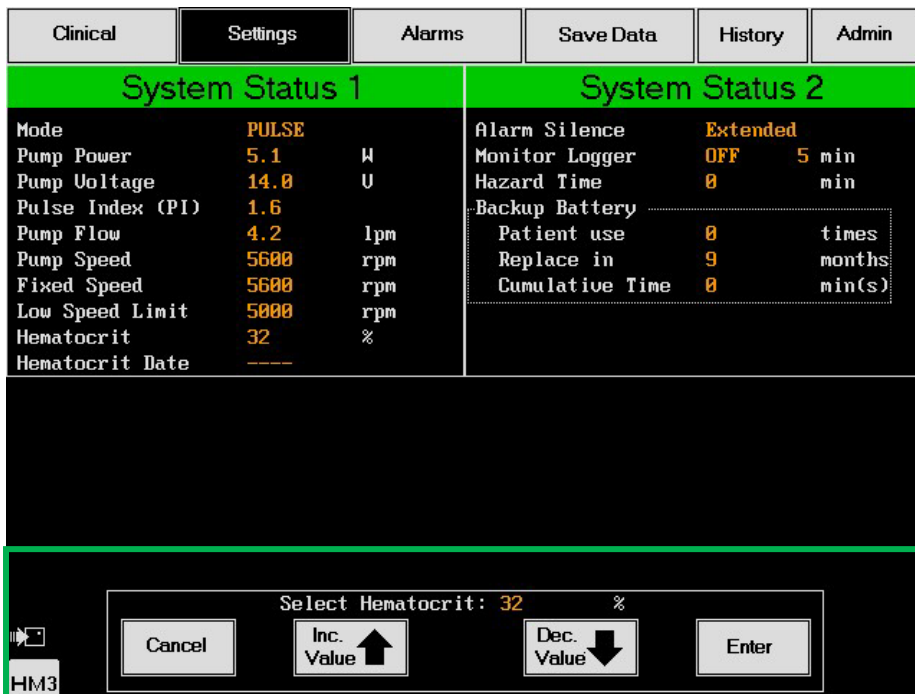 Clinical Settings Alarms Save Data History Admin
System Status 1
Mode PULSE
Pump Power 5.1 W
Pump Voltage 14.0 V
Pulse Index (PI) 1.6
Pump Flow 4.2 lpm
Pump Speed 5600 rpm
Fixed Speed 5600 rpm
Low Speed Limit 5000 rpm
Hematocrit 32 %
Hematocrit Date ----
System Status 2
Alarm Silence Extended
Monitor Logger OFF 5 min
Hazard Time 0 min
Backup Battery
Patient use 0 times
Replace in 9 months
Cumulative Time 0 min(s)
Select Hematocrit: 32 %
Cancel
Inc.
Value
Dec.
Value
Enter
HM3